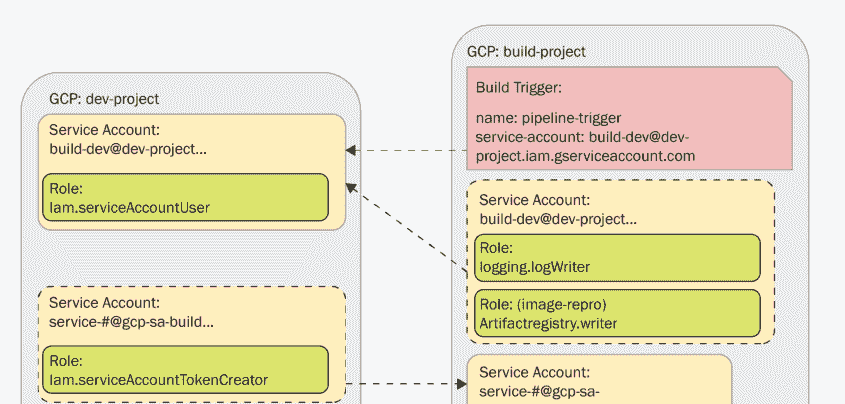 GCP: dev-project
Service Account:
build-dev@dev-project...
Role:
Iam.serviceAccountUser
Service Account:
service-#@gcp-sa-build...
Role:
Iam.serviceAccountTokenCreator
GCP: build-project
Build Trigger:
name: pipeline-trigger
service-account: build-dev@dev-
project.iam.gserviceaccount.com
Service Account:
build-dev@dev-project...
Role:
logging.logWriter
Role: (image-repro)
Artifactregistry.writer
Service Account:
service-#@gcp-sa-